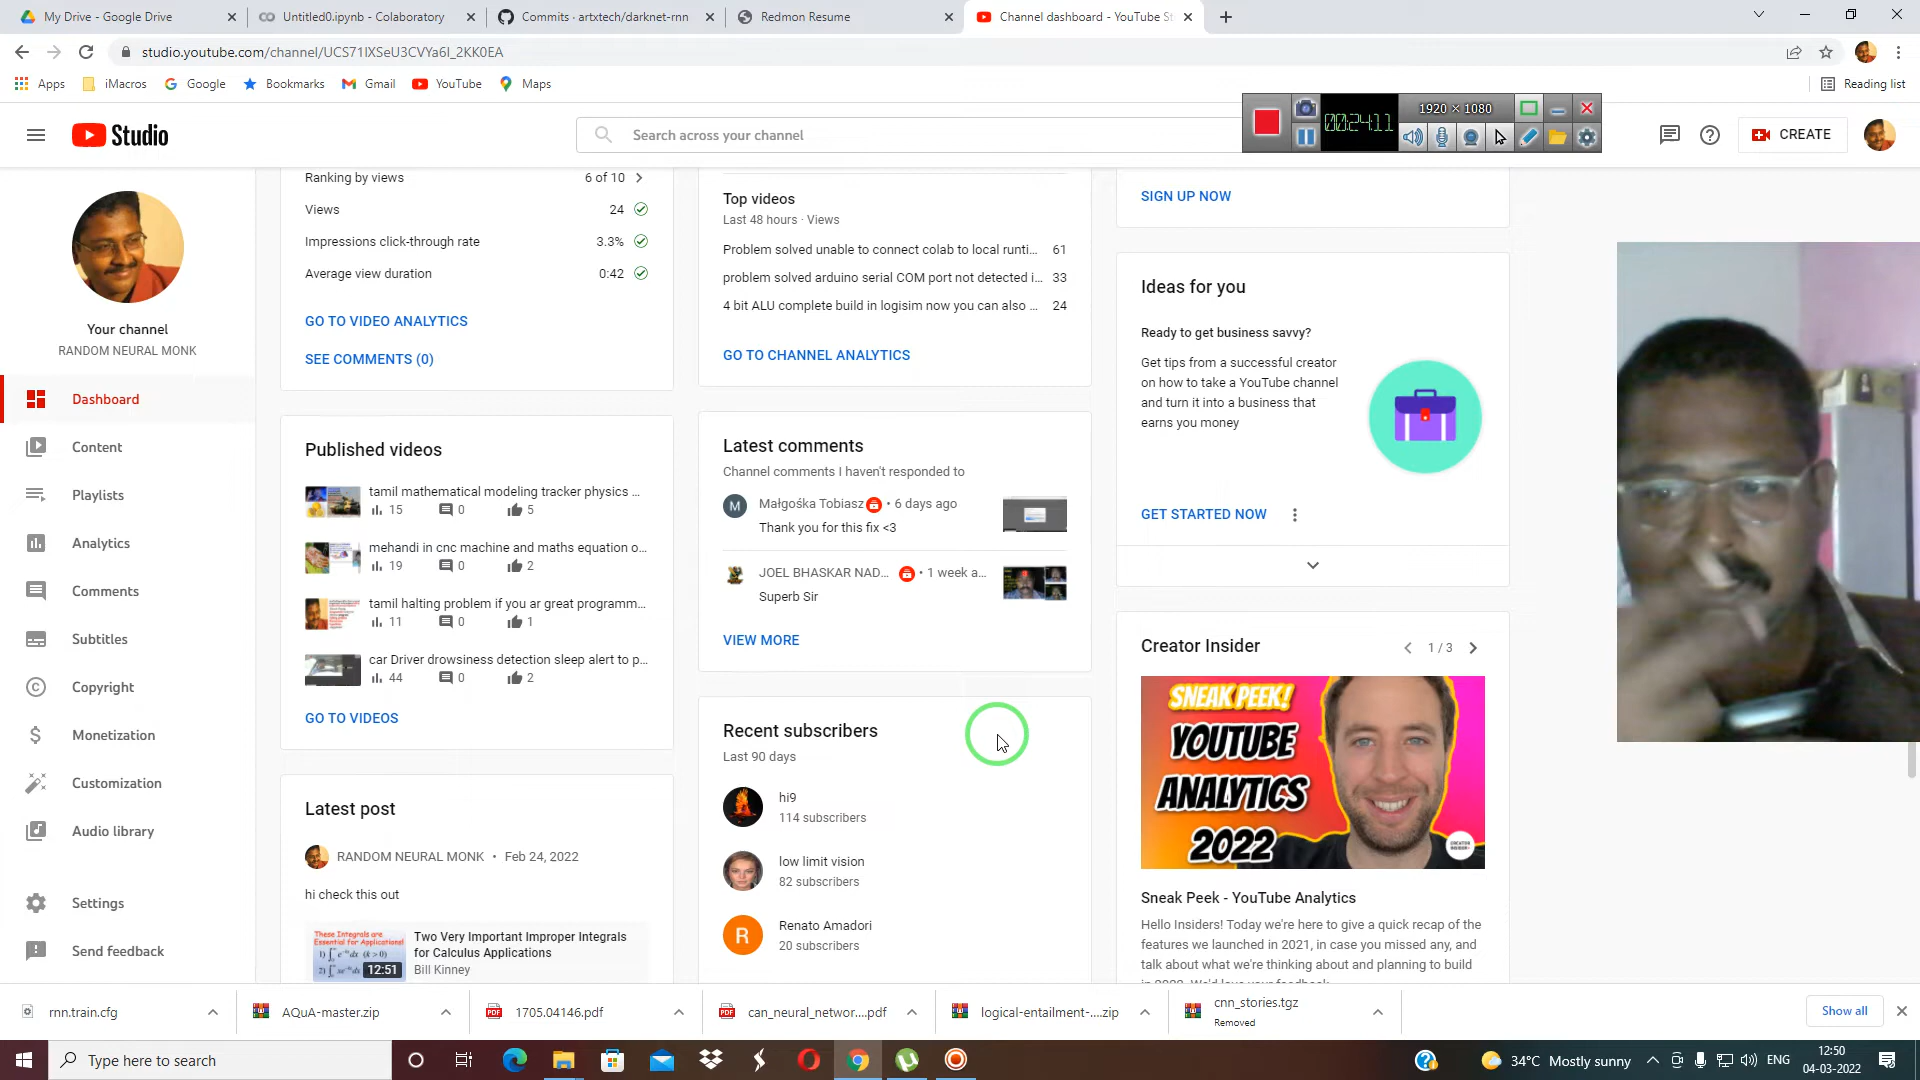 My Drive - Google Drive
Untitled0.ipynb - Colaboratory
Commits · artxtech/darknet-rnn
Redmon Resume
Channel dashboard - YouTube St
studio.youtube.com/channel/UCS71IXSeU3CVYa6I_2KK0EA
Apps
iMacros
Google
Bookmarks
Gmail
YouTube
Maps
Reading list
1920 × 1080
00:24:11
Studio
Search across your channel
CREATE
Your channel
RANDOM NEURAL MONK
Dashboard
Content
Playlists
Analytics
Comments
Subtitles
Copyright
Monetization
Customization
Audio library
Settings
Send feedback
Ranking by views 6 of 10
Views 24
Impressions click-through rate 3.3%
Average view duration 0:42
GO TO VIDEO ANALYTICS
SEE COMMENTS (0)
Published videos
tamil mathematical modeling tracker physics ...
15 0 5
mehandi in cnc machine and maths equation o...
19 0 2
tamil halting problem if you ar great programm...
11 0 1
car Driver drowsiness detection sleep alert to p...
44 0 2
GO TO VIDEOS
Latest post
RANDOM NEURAL MONK • Feb 24, 2022
hi check this out
These Integrals are
Essential for Applications!
12:51
Two Very Important Improper Integrals
for Calculus Applications
Bill Kinney
Top videos
Last 48 hours · Views
Problem solved unable to connect colab to local runti... 61
problem solved arduino serial COM port not detected i... 33
4 bit ALU complete build in logisim now you can also ... 24
GO TO CHANNEL ANALYTICS
Latest comments
Channel comments I haven't responded to
M
Małgośka Tobiasz • 6 days ago
Thank you for this fix <3
JOEL BHASKAR NAD... • 1 week a...
Superb Sir
VIEW MORE
Recent subscribers
Last 90 days
hi9
114 subscribers
low limit vision
82 subscribers
R
Renato Amadori
20 subscribers
SIGN UP NOW
Ideas for you
Ready to get business savvy?
Get tips from a successful creator
on how to take a YouTube channel
and turn it into a business that
earns you money
GET STARTED NOW
Creator Insider
1 / 3
SNEAK PEEK!
YOUTUBE
ANALYTICS
2022
Sneak Peek - YouTube Analytics
Hello Insiders! Today we're here to give a quick recap of the
features we launched in 2021, in case you missed any, and
talk about what we're thinking about and planning to build
rnn.train.cfg
AQuA-master.zip
1705.04146.pdf
can_neural_networ....pdf
logical-entailment-....zip
cnn_stories.tgz
Removed
Show all
Type here to search
34°C Mostly sunny
ENG
12:50
04-03-2022